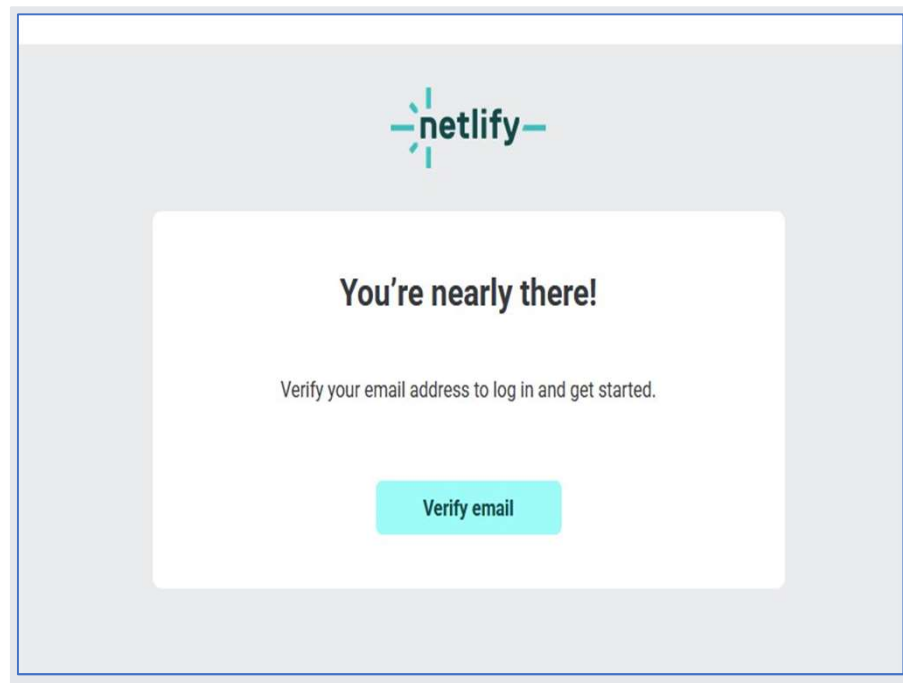 netlify
You’re nearly there!
Verify your email address to log in and get started.
Verify email